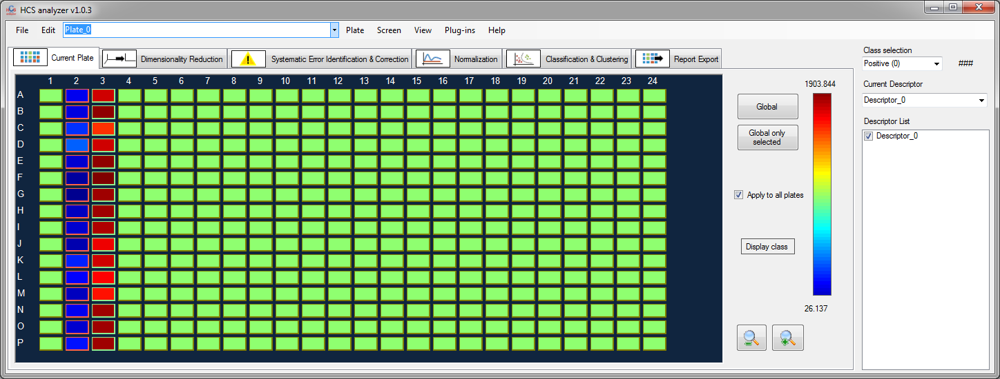 HCS analyzer v1.0.3
File Edit Plate_0 Plate Screen View Plug-ins Help
Current Plate Dimensionality Reduction Systematic Error Identification & Correction Normalization Classification & Clustering Report Export
1 2 3 4 5 6 7 8 9 10 11 12 13 14 15 16 17 18 19 20 21 22 23 24
A
B
C
D
E
F
G
H
I
J
K
L
M
N
O
P
Global
Global only
selected
Apply to all plates
Display class
1903.844
26.137
Class selection
Positive (0) ###
Current Descriptor
Descriptor_0
Descriptor List
Descriptor_0